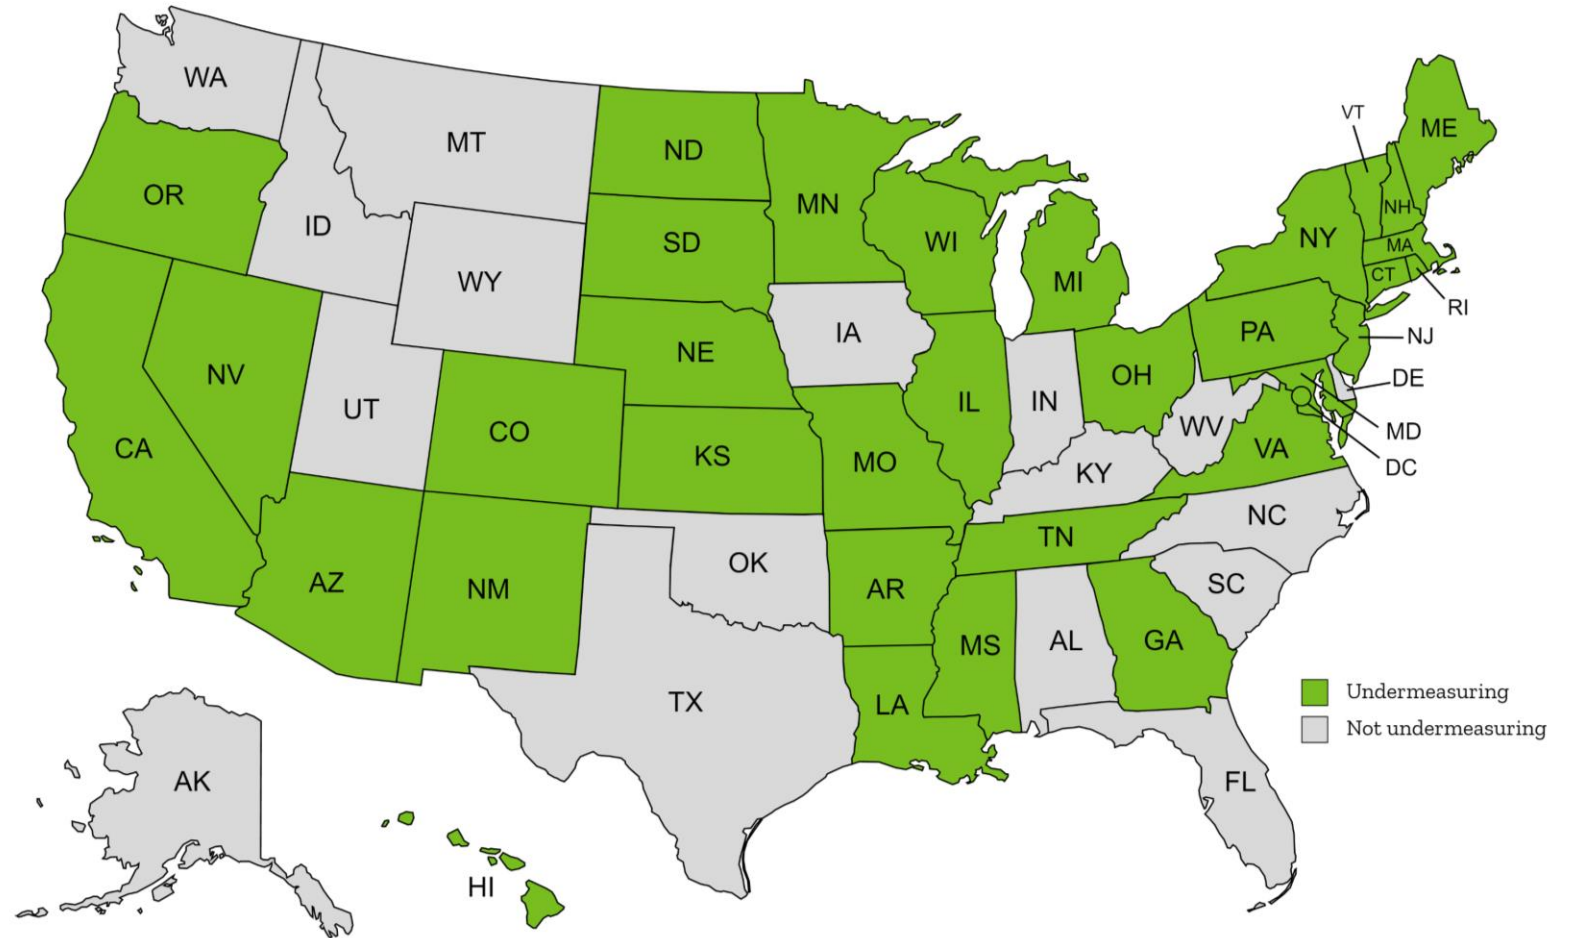 WA
MT
ND
MN
OR
ID
WY
SD
WI
MI
VT
ME
NH
NY
MA
CT
RI
NJ
PA
DE
MD
DC
NV
UT
CA
CO
NE
IA
IL
IN
OH
WV
VA
KS
MO
KY
NC
AZ
NM
OK
AR
TN
SC
TX
LA
MS
AL
GA
FL
AK
HI
Undermeasuring
Not undermeasuring